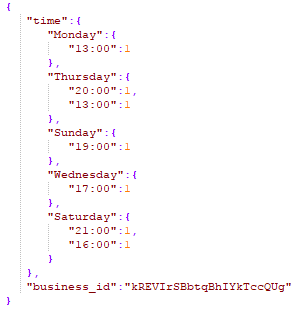 {
"time":{
"Monday":{
"13:00":1
},
"Thursday":{
"20:00":1,
"13:00":1
},
"Sunday":{
"19:00":1
},
"Wednesday":{
"17:00":1
},
"Saturday":{
"21:00":1,
"16:00":1
}
},
"business_id":"kREVIrSBbtqBhIYkTccQUg"
}